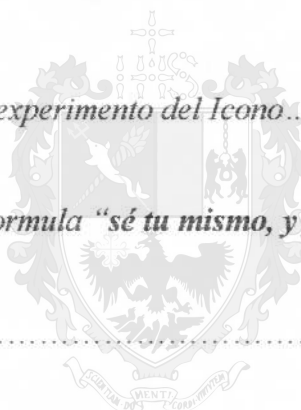 experimento del Icono..
ormula "sé tu mismo, y
........................................